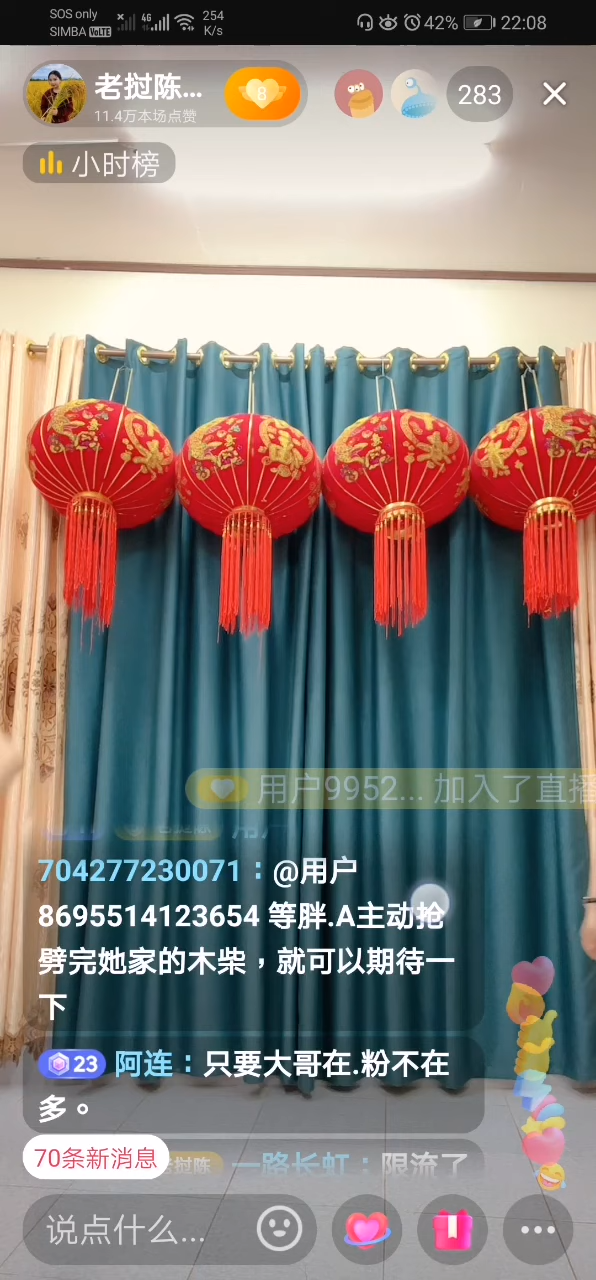 SOS only
SIMBA VoLTE
4G
254
K/s
42%
22:08
老挝陈...
11.4万本场点赞
8
283
小时榜
用户9952... 加入了直播
704277230071：@用户
8695514123654 等胖.A主动抢
劈完她家的木柴，就可以期待一
下
23 阿连：只要大哥在.粉不在
多。
70条新消息
老挝陈 一路长虹：限流了
说点什么...